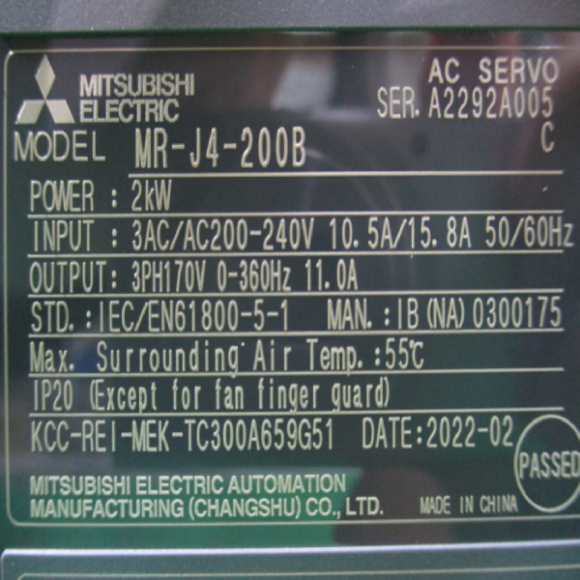 MITSUBISHI
ELECTRIC
AC SERVO
SER. A2292A005
C
MODEL MR-J4-200B
POWER : 2kW
INPUT : 3AC/AC200-240V 10.5A/15.8A 50/60Hz
OUTPUT: 3PH170V 0-360Hz 11.0A
STD. : IEC/EN61800-5-1 MAN. : IB (NA) 0300175
Max. Surrounding Air Temp. : 55℃
IP20 (Except for fan finger guard)
KCC-REI-MEK-TC300A659G51 DATE: 2022-02
PASSED
MITSUBISHI ELECTRIC AUTOMATION
MANUFACTURING (CHANGSHU) CO., LTD. MADE IN CHINA